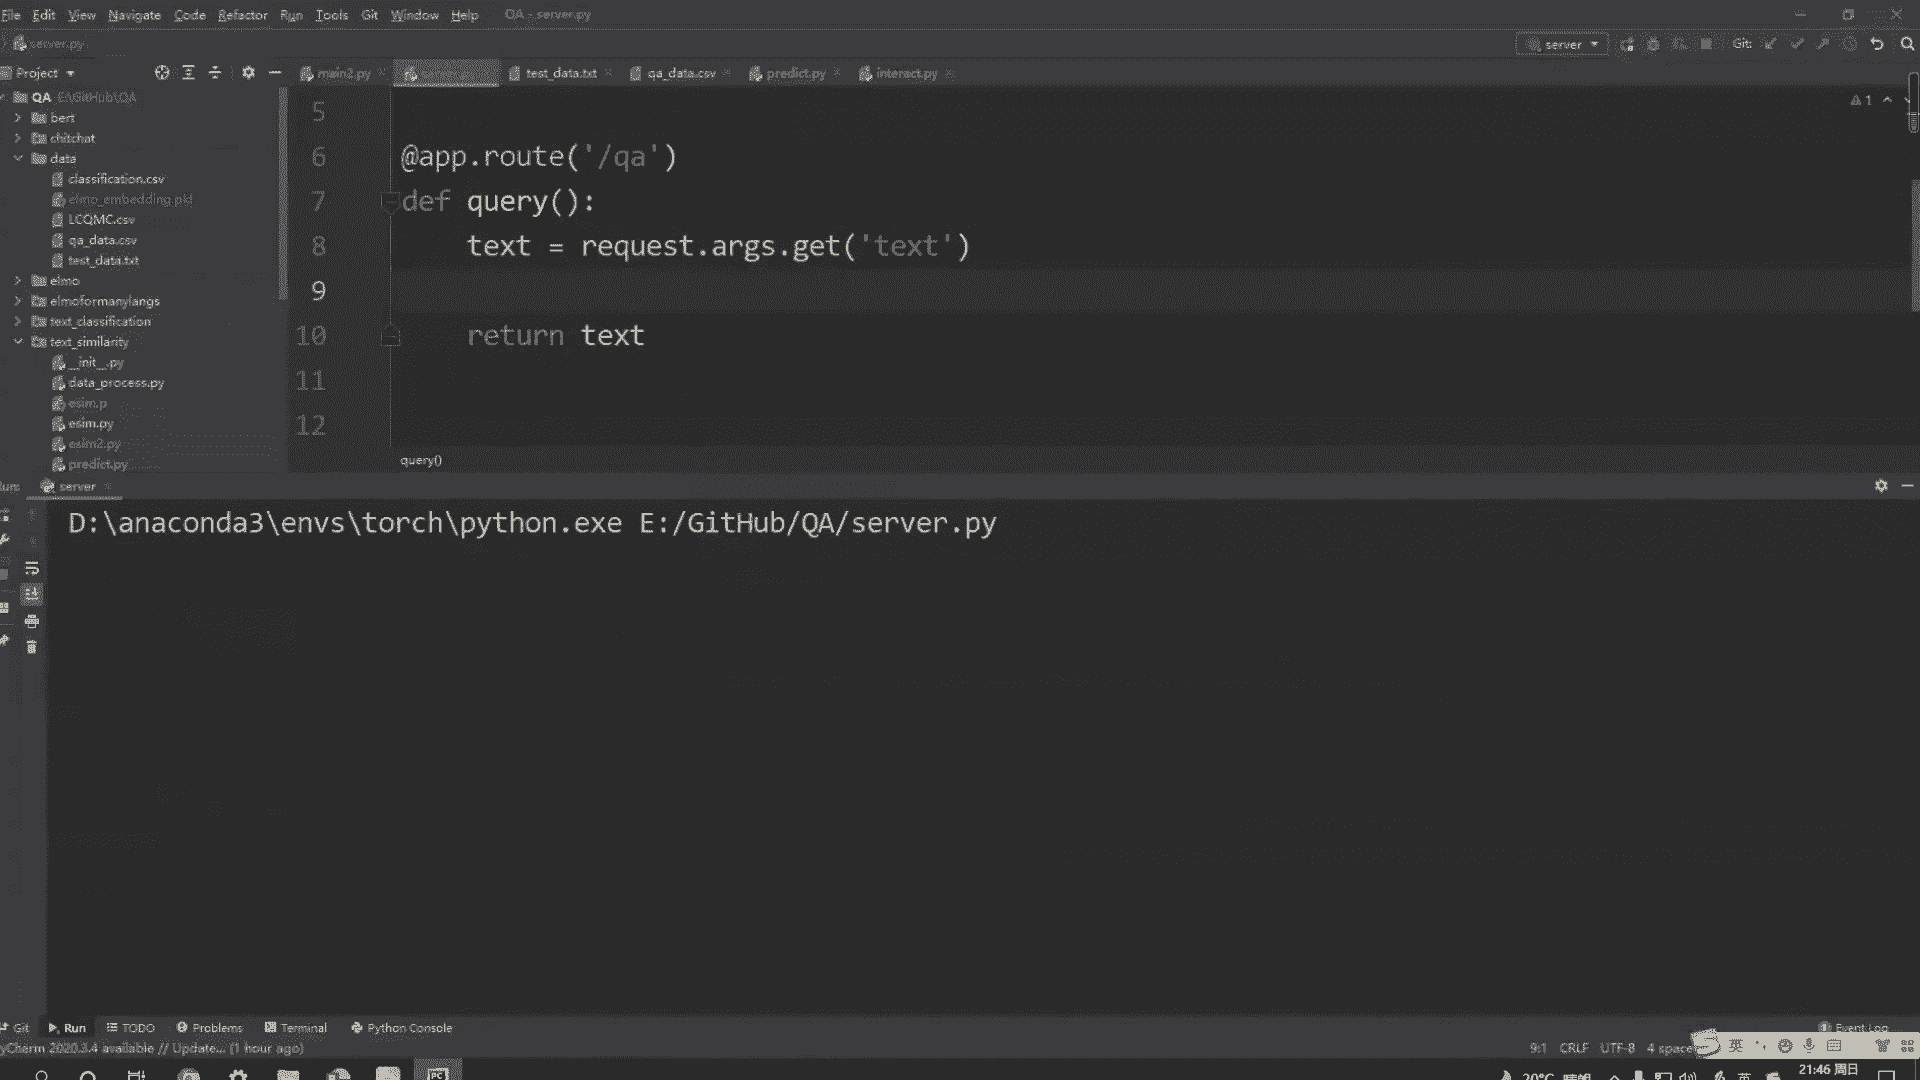 File Edit View Navigate Code Refactor Run Tools Git Window Help QA - server.py
server.py
server Git:
Project main2.py test_data.txt qa_data.csv predict.py interact.py
QA E:\GitHub\QA
bert
chitchat
data
classification.csv
elmo_embedding.pkl
LCQMC.csv
qa_data.csv
test_data.txt
elmo
elmoformanylangs
text_classification
text_similarity
__init__.py
data_process.py
esim.p
esim.py
esim2.py
predict.py
1
5
6 @app.route('/qa')
7 def query():
8 text = request.args.get('text')
9
10 return text
11
12
query()
server
D:\anaconda3\envs\torch\python.exe E:/GitHub/QA/server.py
Git Run TODO Problems Terminal Python Console Event Log
yCharm 2020.3.4 available // Update... (1 hour ago) 9:1 CRLF UTF-8 4 space 英
20°C 英 21:46 周日